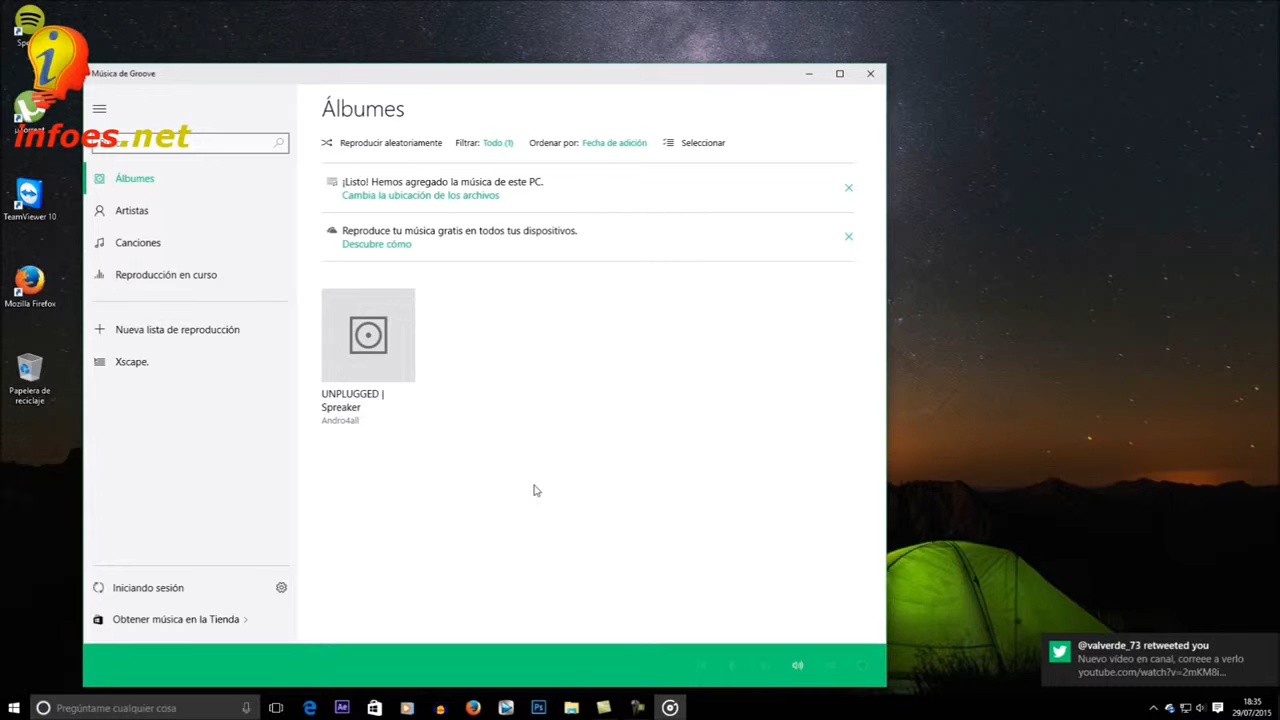 Música de Groove
infoes.net
TeamViewer 10
Mozilla Firefox
Papelera de
reciclaje
Álbumes
Artistas
Canciones
Reproducción en curso
Nueva lista de reproducción
Xscape.
Iniciando sesión
Obtener música en la Tienda
Álbumes
Reproducir aleatoriamente
Filtrar: Todo (1)
Ordenar por: Fecha de adición
Seleccionar
¡Listo! Hemos agregado la música de este PC.
Cambia la ubicación de los archivos
Reproduce tu música gratis en todos tus dispositivos.
Descubre cómo
UNPLUGGED |
Spreaker
Andro4all
@valverde_73 retweeted you
Nuevo vídeo en canal, correee a verlo
youtube.com/watch?v=2mKM8i...
Pregúntame cualquier cosa
18:35
29/07/2015